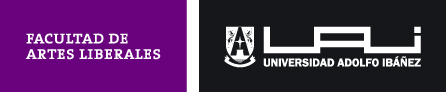 FACULTAD DE
ARTES LIBERALES
UAI
UNIVERSIDAD ADOLFO IBÁÑEZ